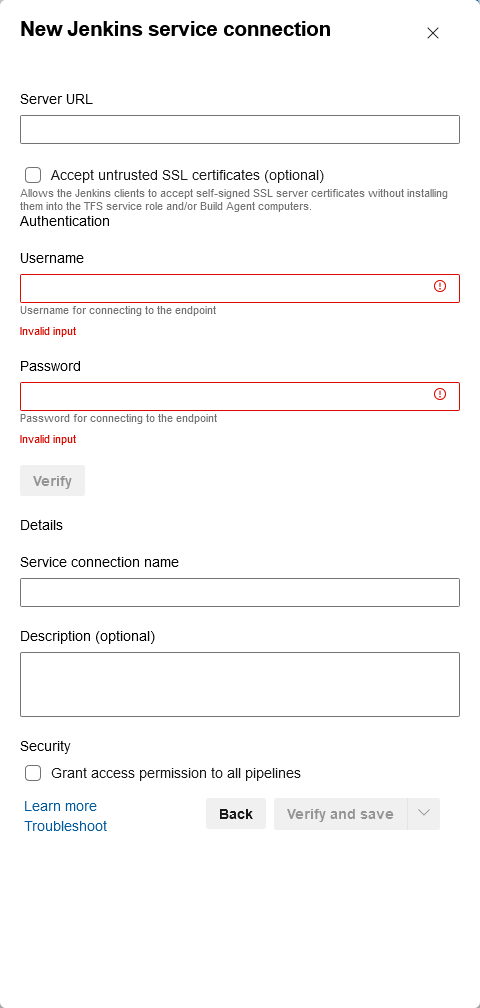 New Jenkins service connection
Server URL
Accept untrusted SSL certificates (optional)
Allows the Jenkins clients to accept self-signed SSL server certificates without installing
them into the TFS service role and/or Build Agent computers.
Authentication
Username
Username for connecting to the endpoint
Invalid input
Password
Password for connecting to the endpoint
Invalid input
Verify
Details
Service connection name
Description (optional)
Security
Grant access permission to all pipelines
Learn more
Troubleshoot
Back
Verify and save